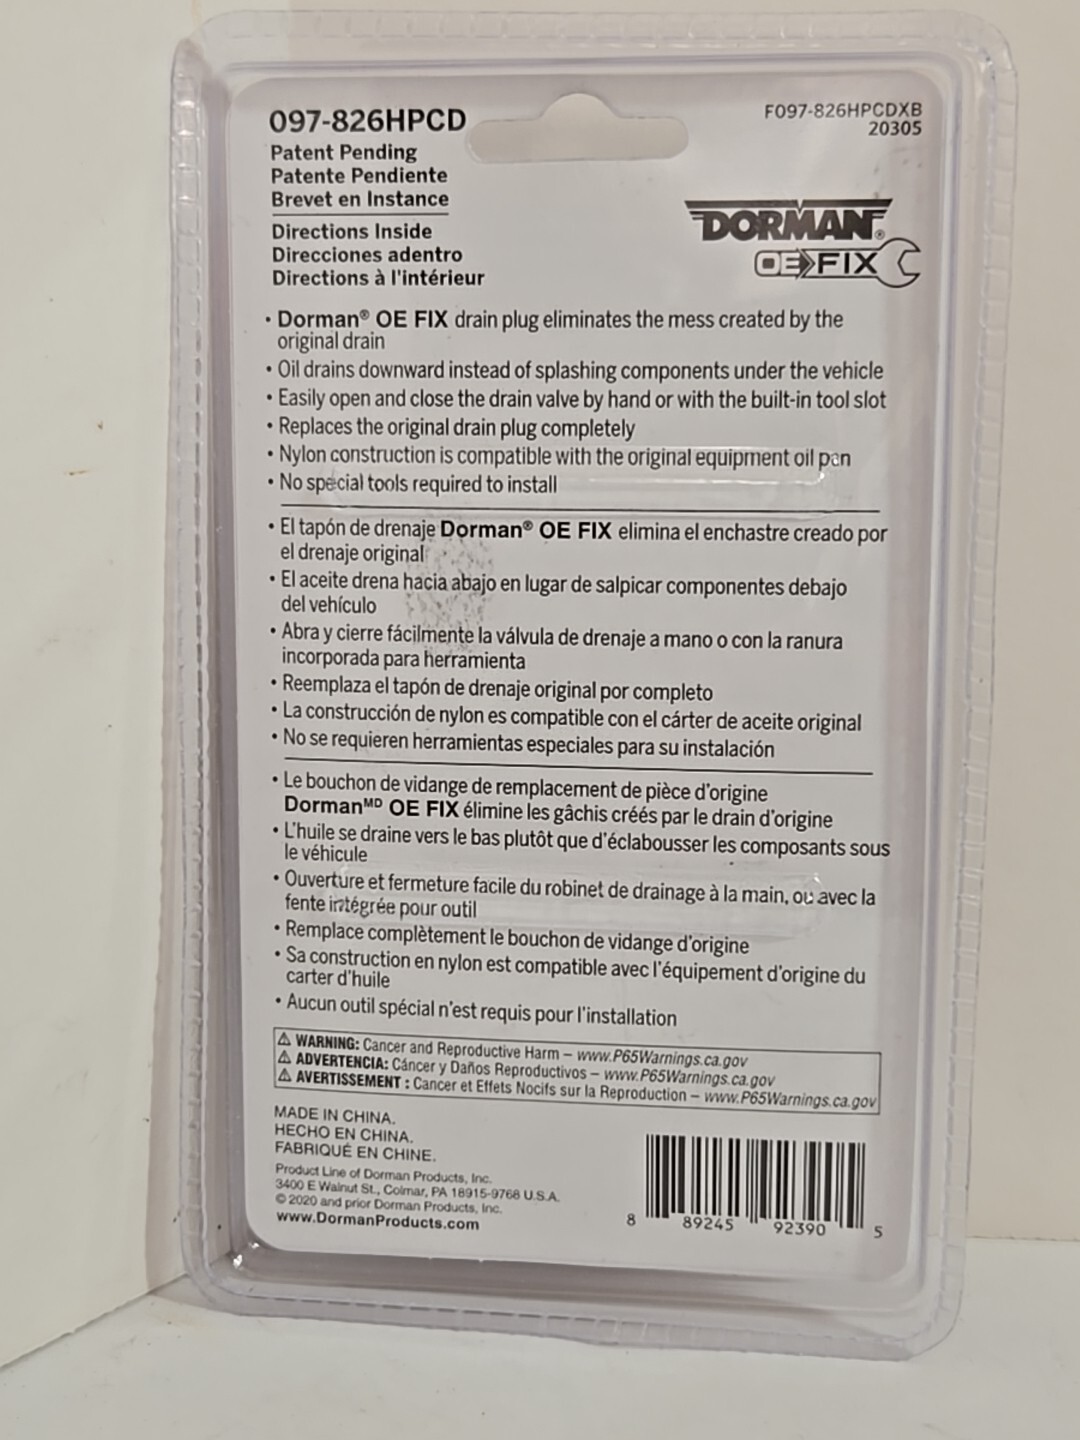 097-826HPCD
F097-826HPCDXB
20305
Patent Pending
Patente Pendiente
Brevet en Instance
Directions Inside
Direcciones adentro
Directions à l'intérieur
DORMAN®
OE FIX
• Dorman® OE FIX drain plug eliminates the mess created by the
original drain
• Oil drains downward instead of splashing components under the vehicle
• Easily open and close the drain valve by hand or with the built-in tool slot
• Replaces the original drain plug completely
• Nylon construction is compatible with the original equipment oil pan
• No special tools required to install
• El tapón de drenaje Dorman® OE FIX elimina el enchastre creado por
el drenaje original
• El aceite drena hacia abajo en lugar de salpicar componentes debajo
del vehículo
• Abra y cierre fácilmente la válvula de drenaje a mano o con la ranura
incorporada para herramienta
• Reemplaza el tapón de drenaje original por completo
• La construcción de nylon es compatible con el cárter de aceite original
• No se requieren herramientas especiales para su instalación
• Le bouchon de vidange de remplacement de pièce d'origine
Dorman MD OE FIX élimine les gâchis créés par le drain d'origine
• L'huile se draine vers le bas plutôt que d'éclabousser les composants sous
le véhicule
• Ouverture et fermeture facile du robinet de drainage à la main, ou avec la
fente intégrée pour outil
• Remplace complètement le bouchon de vidange d'origine
• Sa construction en nylon est compatible avec l'équipement d'origine du
carter d'huile
• Aucun outil spécial n'est requis pour l'installation
⚠ WARNING: Cancer and Reproductive Harm – www.P65Warnings.ca.gov
⚠ ADVERTENCIA: Cáncer y Daños Reproductivos – www.P65Warnings.ca.gov
⚠ AVERTISSEMENT : Cancer et Effets Nocifs sur la Reproduction – www.P65Warnings.ca.gov
MADE IN CHINA.
HECHO EN CHINA.
FABRIQUÉ EN CHINE.
Product Line of Dorman Products, Inc.
3400 E Walnut St., Colmar, PA 18915-9768 U.S.A.
© 2020 and prior Dorman Products, Inc.
www.DormanProducts.com
8 89245 92390 5